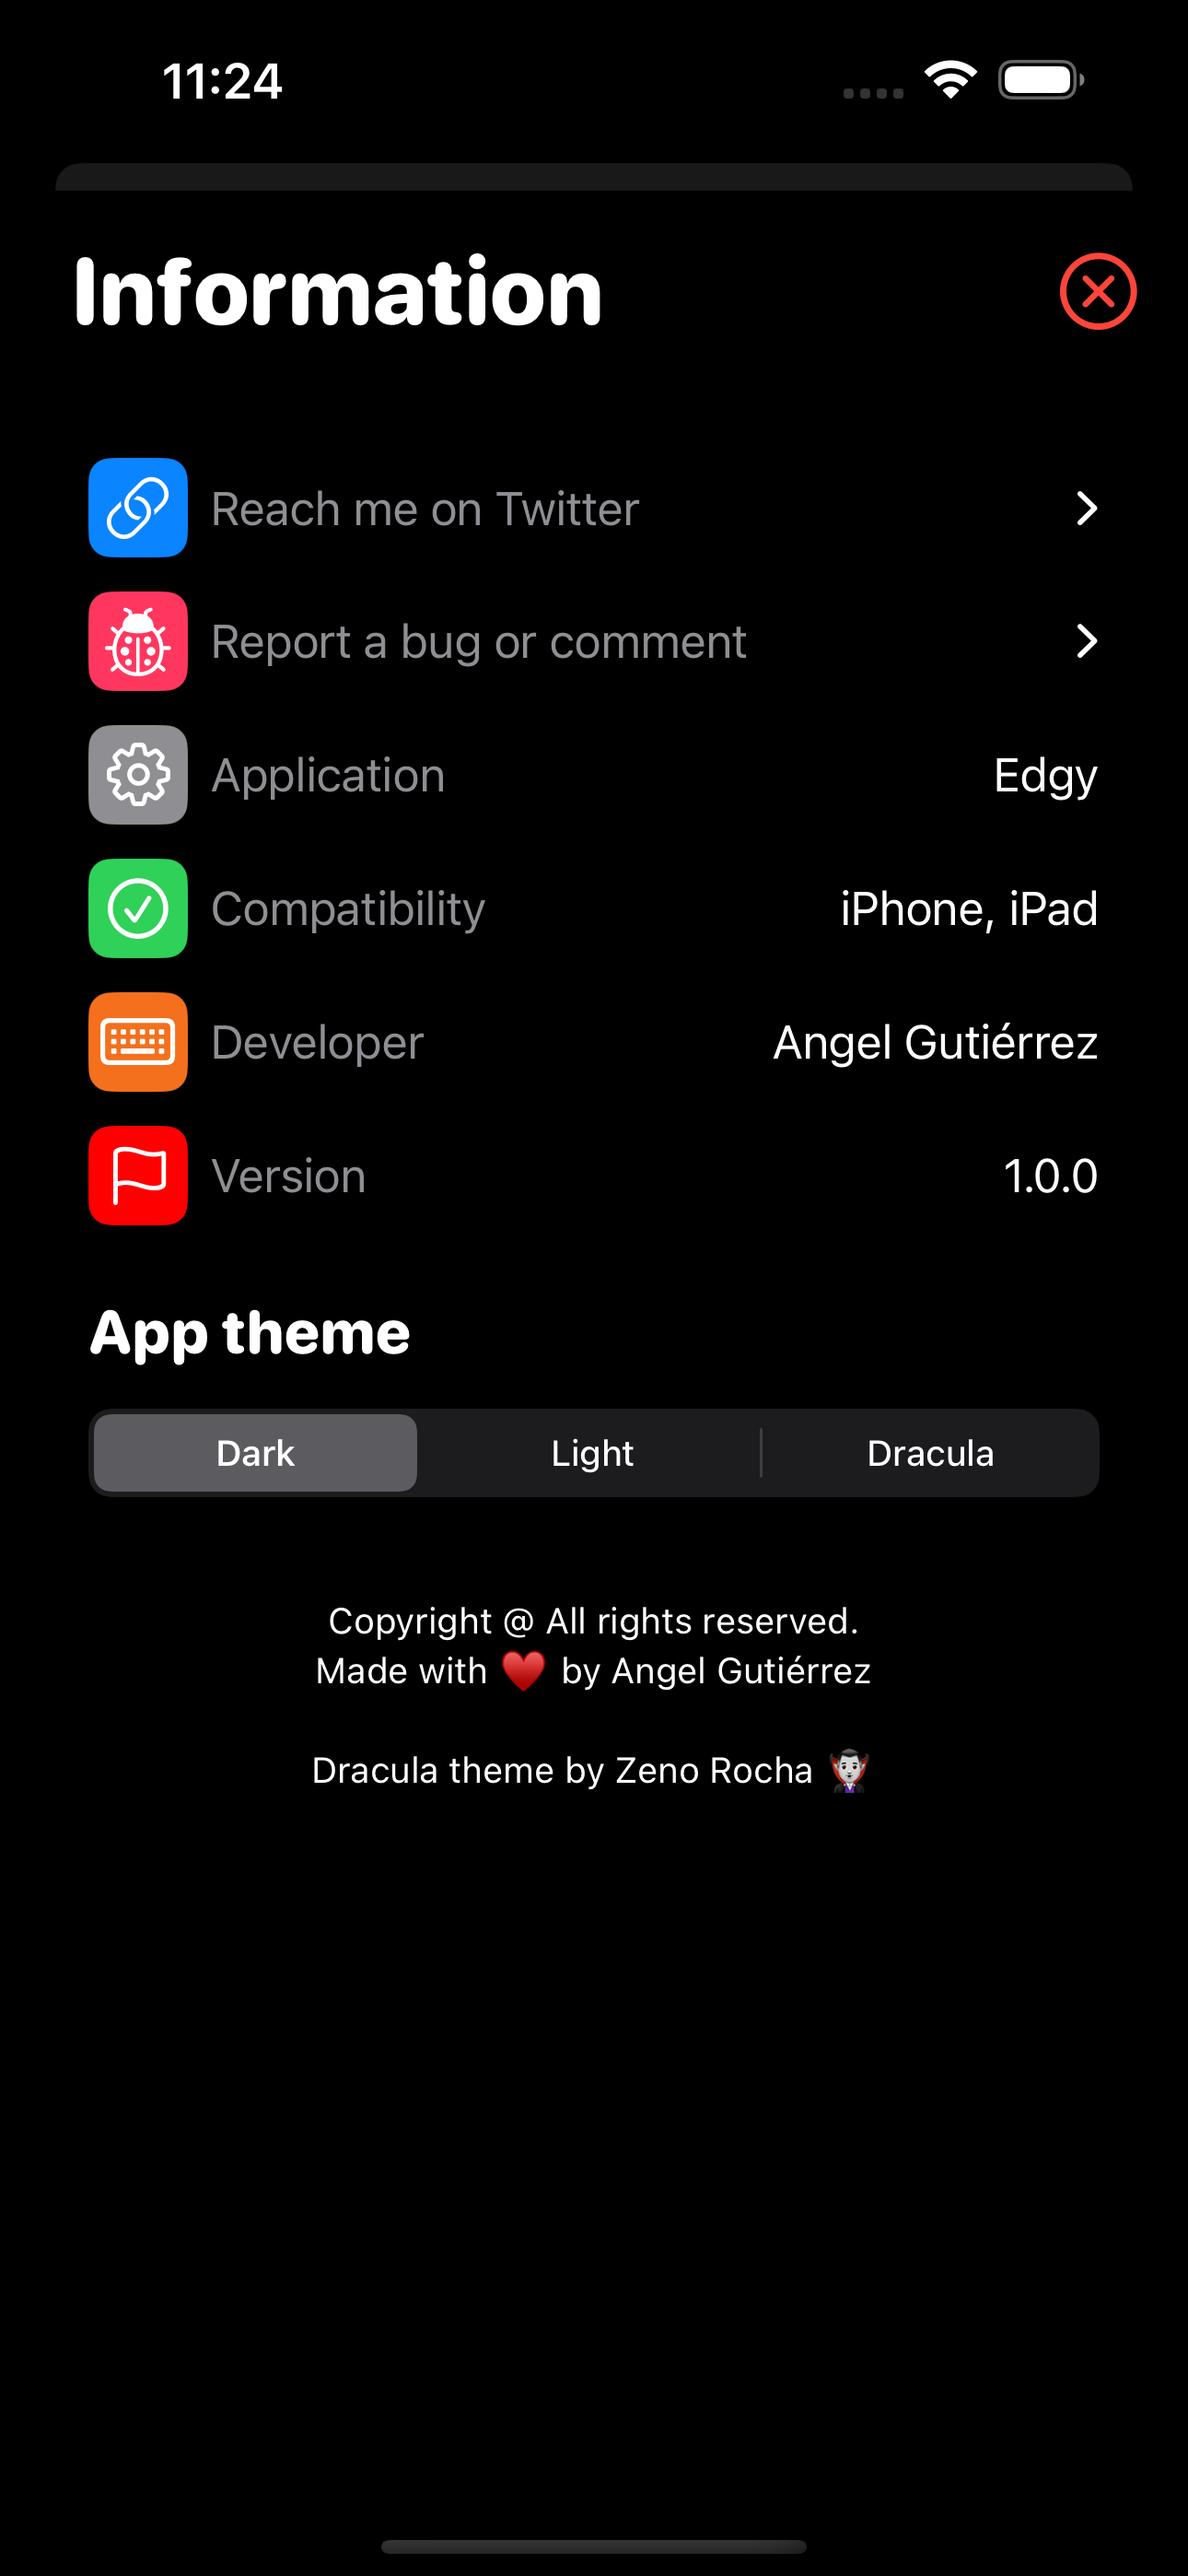 11:24
Information
Reach me on Twitter
Report a bug or comment
Application Edgy
Compatibility iPhone, iPad
Developer Angel Gutiérrez
Version 1.0.0
App theme
Dark Light Dracula
Copyright @ All rights reserved.
Made with ♥️ by Angel Gutiérrez
Dracula theme by Zeno Rocha 🧛🏻‍♂️